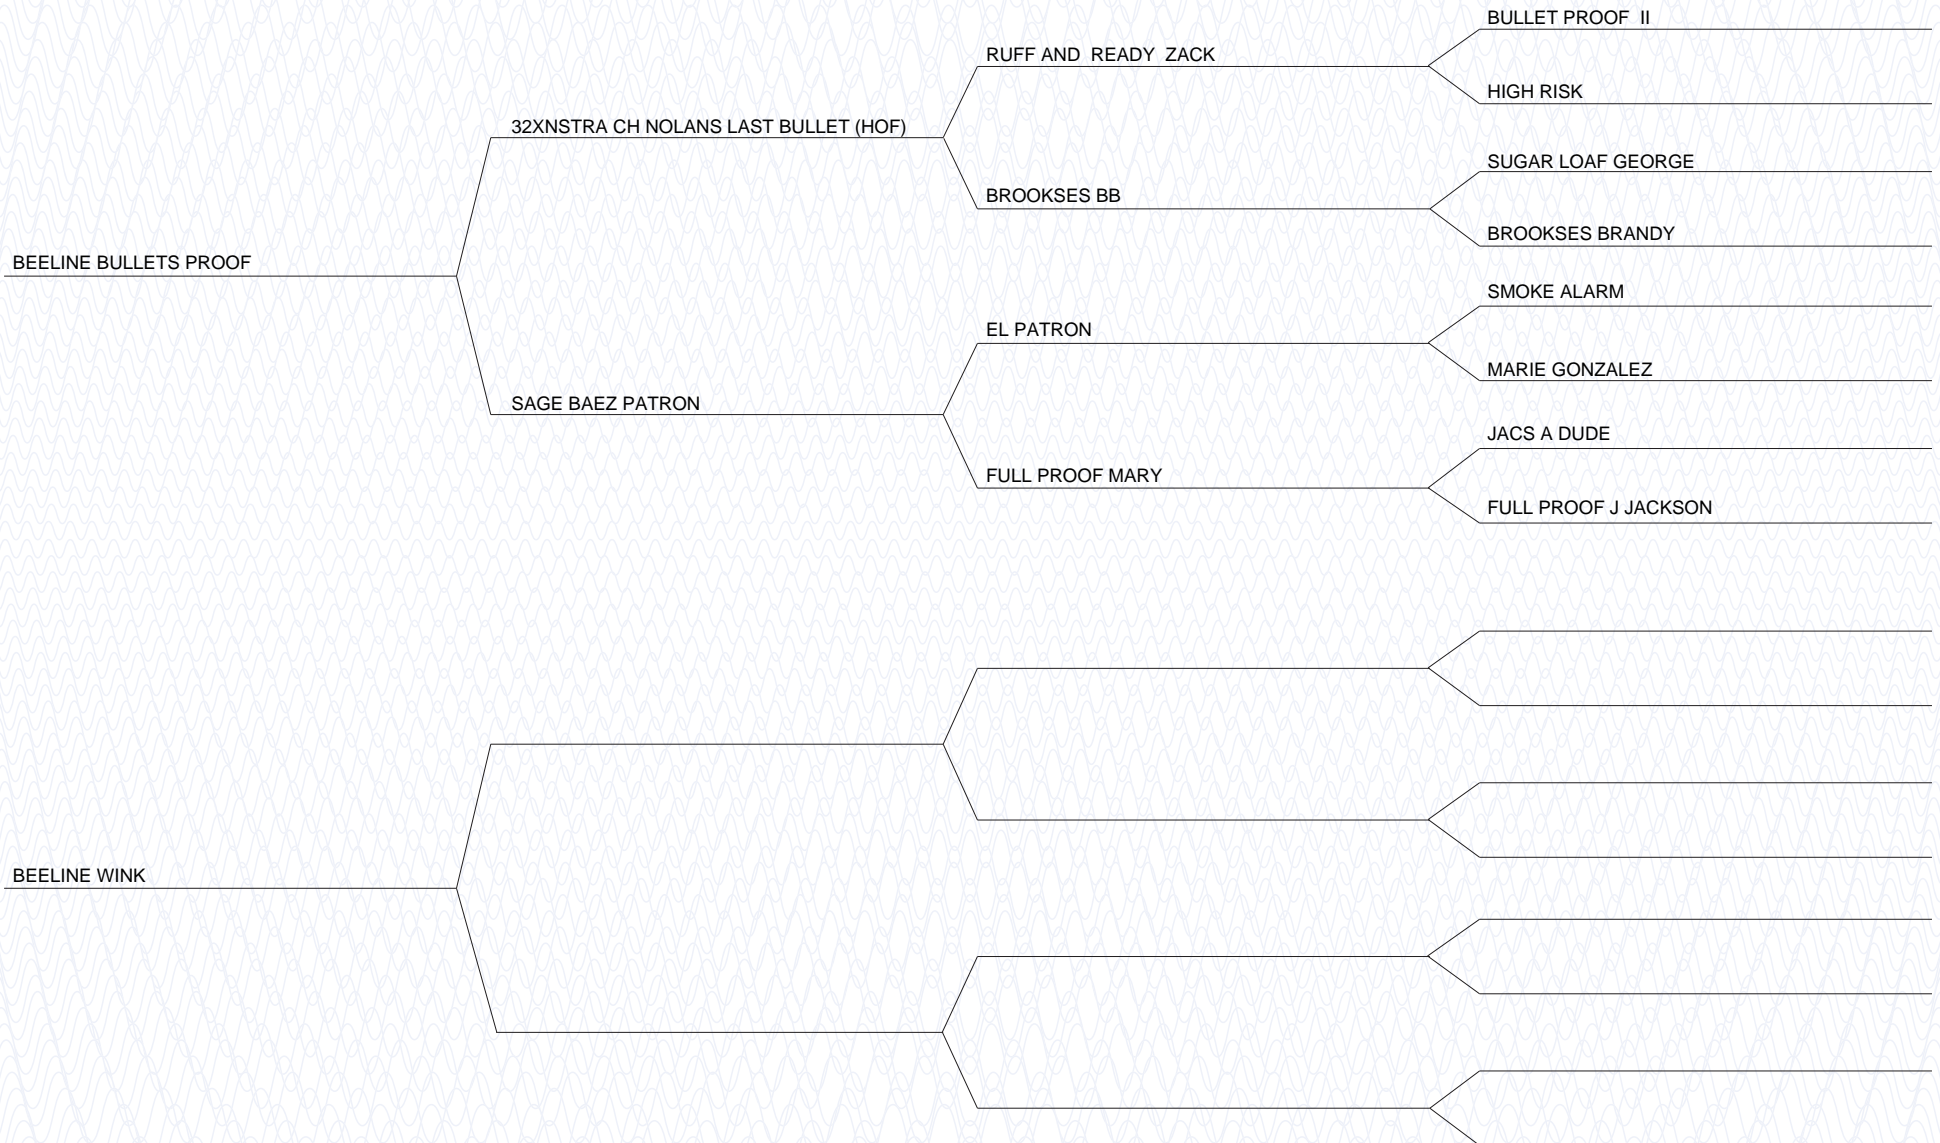 BULLET PROOF  II
RUFF AND  READY  ZACK
HIGH RISK
32XNSTRA CH NOLANS LAST BULLET (HOF)
SUGAR LOAF GEORGE
BROOKSES BB
BROOKSES BRANDY
BEELINE BULLETS PROOF
SMOKE ALARM
EL PATRON
MARIE GONZALEZ
SAGE BAEZ PATRON
JACS A DUDE
FULL PROOF MARY
FULL PROOF J JACKSON
BEELINE WINK